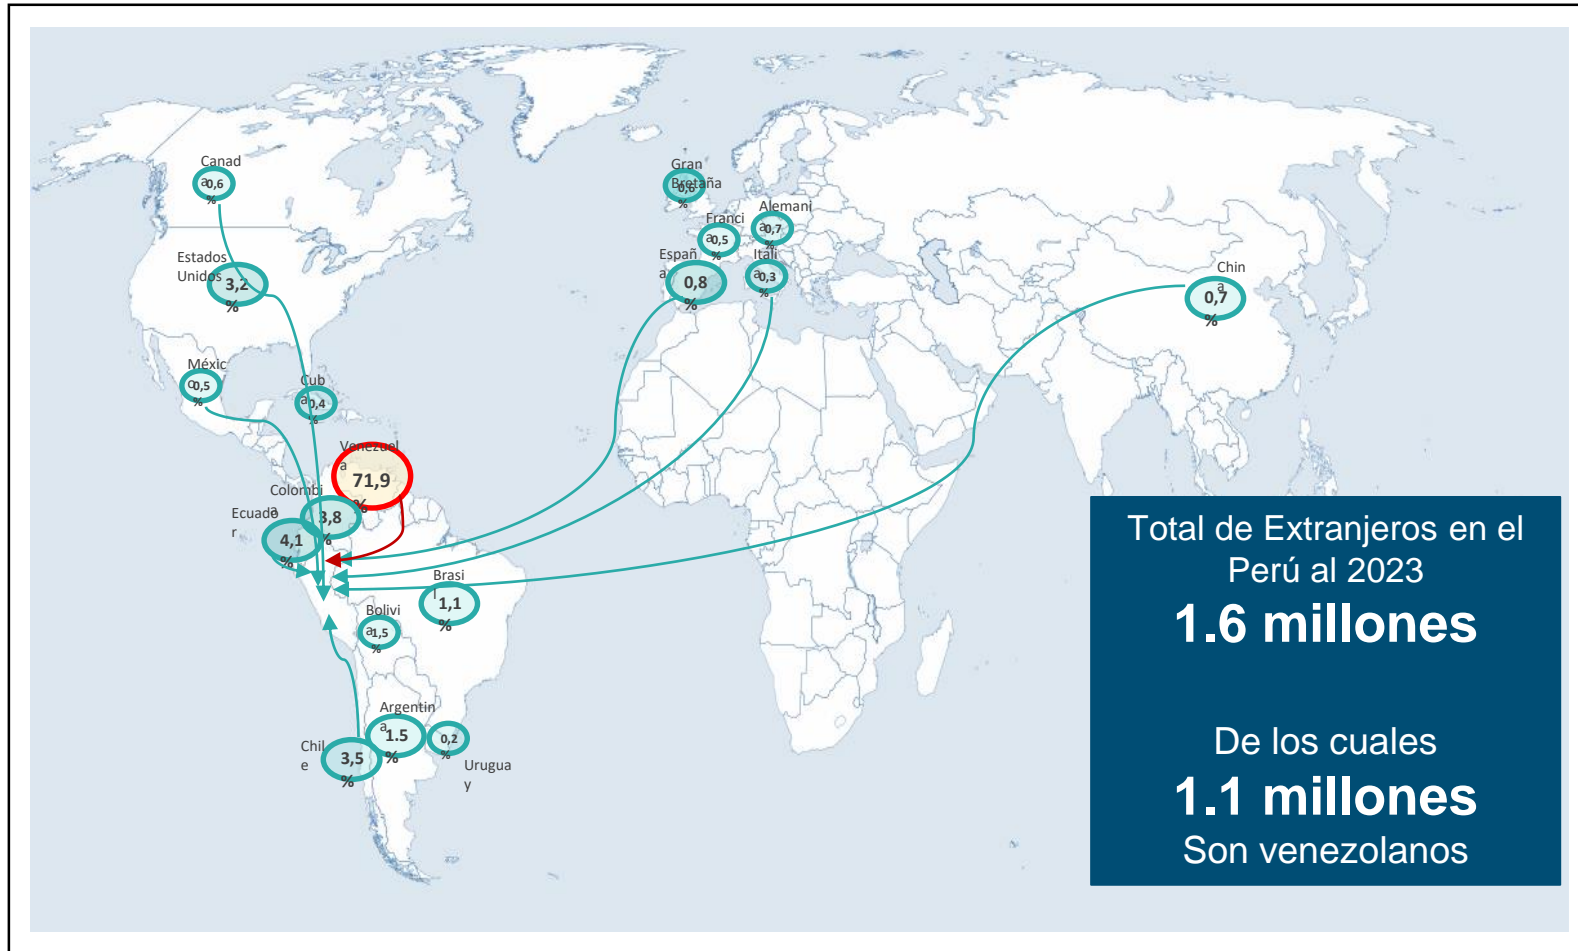 Canad
a
0,6
%
Gran
Bretaña
0,6
%
Alemani
a
0,7
%
Franci
a
0,5
%
Estados
Unidos
3,2
%
Españ
a
0,8
%
Itali
a
0,3
%
Chin
a
0,7
%
Méxic
o
0,5
%
Cub
a
0,4
%
Venezuel
a
71,9
%
Colombi
a
3,8
%
Ecuado
r
4,1
%
Brasi
l
1,1
%
Bolivi
a
1,5
%
Argentin
a
1.5
%
Chil
e
3,5
%
0,2
%
Urugua
y
Total de Extranjeros en el
Perú al 2023
1.6 millones
De los cuales
1.1 millones
Son venezolanos